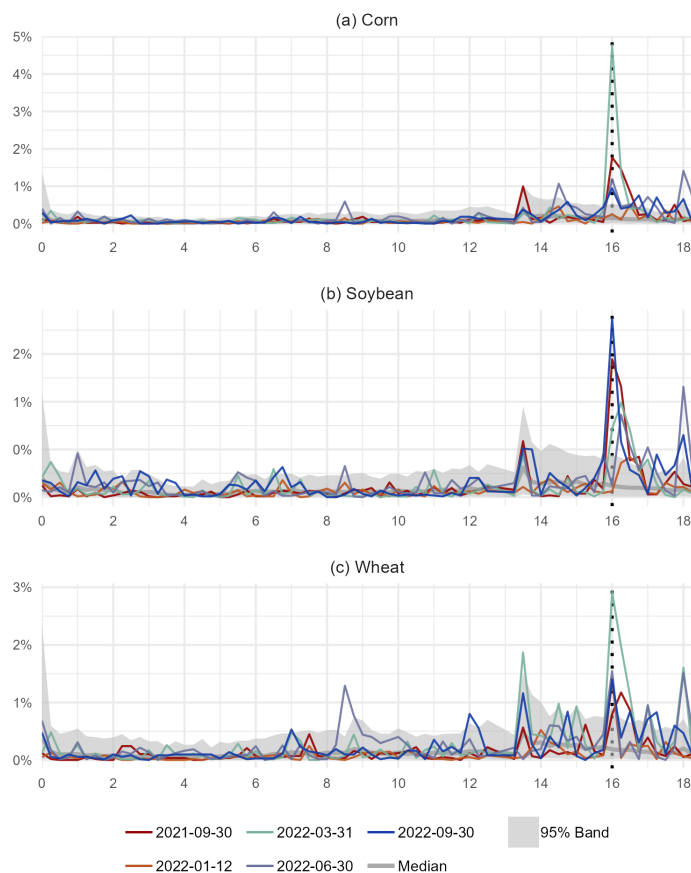 (a) Corn
5%
4%
3%
2%
1%
0%
0 2 4 6 8 10 12 14 16 18
(b) Soybean
2%
1%
0%
0%
0 2 4 6 8 10 12 14 16 18
(c) Wheat
3%
2%
1%
0%
0 2 4 6 8 10 12 14 16 18
2021-09-30 2022-03-31 2022-09-30 95% Band
2022-01-12 2022-06-30 Median